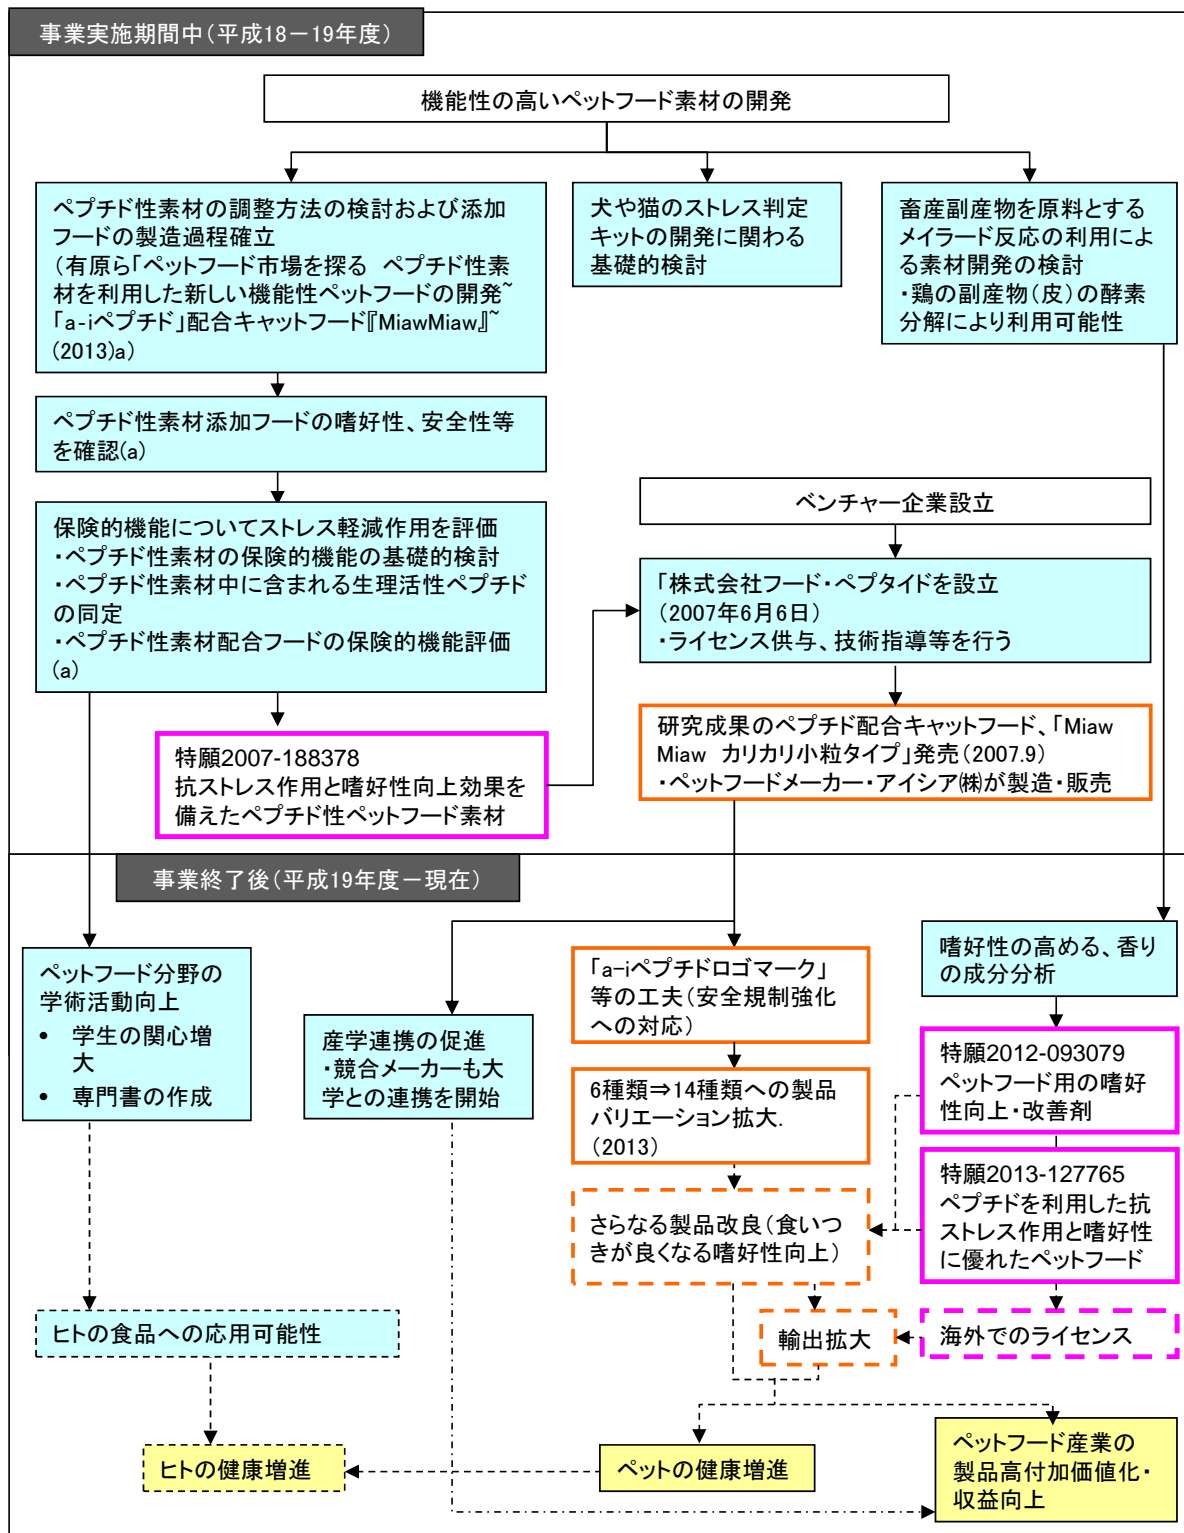 事業実施期間中(平成18-19年度)
機能性の高いペットフード素材の開発
ペプチド性素材の調整方法の検討および添加
フードの製造過程確立
(有原ら「ペットフード市場を探る　ペプチド性素
材を利用した新しい機能性ペットフードの開発~
「a-iペプチド」配合キャットフード『MiawMiaw』~
(2013)a)
犬や猫のストレス判定
キットの開発に関わる
基礎的検討
畜産副産物を原料とする
メイラード反応の利用によ
る素材開発の検討
・鶏の副産物(皮)の酵素
分解により利用可能性
ペプチド性素材添加フードの嗜好性、安全性等
を確認(a)
保険的機能についてストレス軽減作用を評価
・ペプチド性素材の保険的機能の基礎的検討
・ペプチド性素材中に含まれる生理活性ペプチド
の同定
・ペプチド性素材配合フードの保険的機能評価
(a)
ベンチャー企業設立
「株式会社フード・ペプタイドを設立
(2007年6月6日)
・ライセンス供与、技術指導等を行う
特願2007-188378
抗ストレス作用と嗜好性向上効果を
備えたペプチド性ペットフード素材
研究成果のペプチド配合キャットフード、「Miaw
Miaw　カリカリ小粒タイプ」発売(2007.9)
・ペットフードメーカー・アイシア㈱が製造・販売
事業終了後(平成19年度-現在)
ペットフード分野の
学術活動向上
• 学生の関心増
大
• 専門書の作成
産学連携の促進
・競合メーカーも大
学との連携を開始
「a-iペプチドロゴマーク」
等の工夫(安全規制強化
への対応)
6種類⇒14種類への製品
バリエーション拡大.
(2013)
さらなる製品改良(食いつ
きが良くなる嗜好性向上)
嗜好性の高める、香り
の成分分析
特願2012-093079
ペットフード用の嗜好
性向上・改善剤
特願2013-127765
ペプチドを利用した抗
ストレス作用と嗜好性
に優れたペットフード
ヒトの食品への応用可能性
輸出拡大
海外でのライセンス
ヒトの健康増進
ペットの健康増進
ペットフード産業の
製品高付加価値化・
収益向上